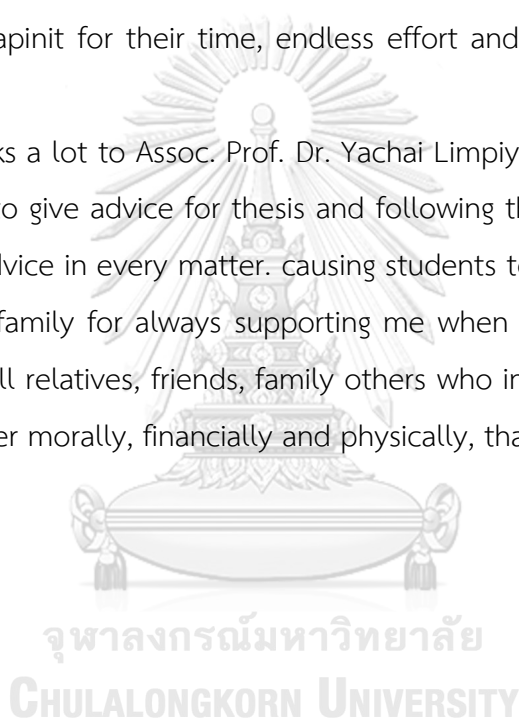 apinit for their time, endless effort and
ks a lot to Assoc. Prof. Dr. Yachai Limpiy
o give advice for thesis and following th
dvice in every matter. causing students to
family for always supporting me when
ll relatives, friends, family others who in
er morally, financially and physically, tha
จุฬาลงกรณ์มหาวิทยาลัย
CHULALONGKORN UNIVERSITY